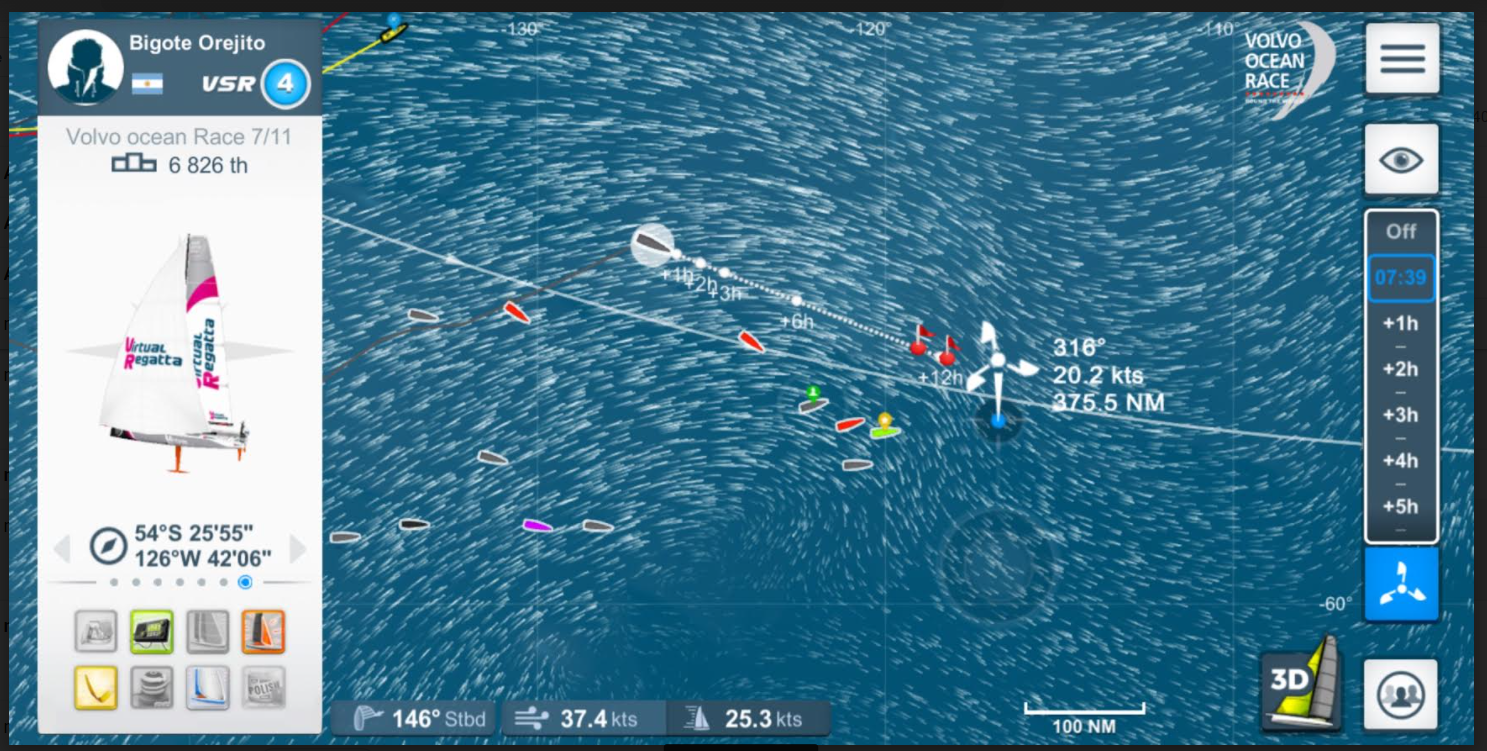 Bigote Orejito
VSR 4
Volvo ocean Race 7/11
6 826 th
Virtual
Regatta
Virtual
Regatta
54°S 25'55"
126°W 42'06"
-130°
-120°
-110°
VOLVO
OCEAN
RACE
+1h
+2h
+3h
+6h
+12h
316°
20.2 kts
375.5 NM
Off
07:39
+1h
+2h
+3h
+4h
+5h
-60°
3D
100 NM
146° Stbd
37.4 kts
25.3 kts
POLISH